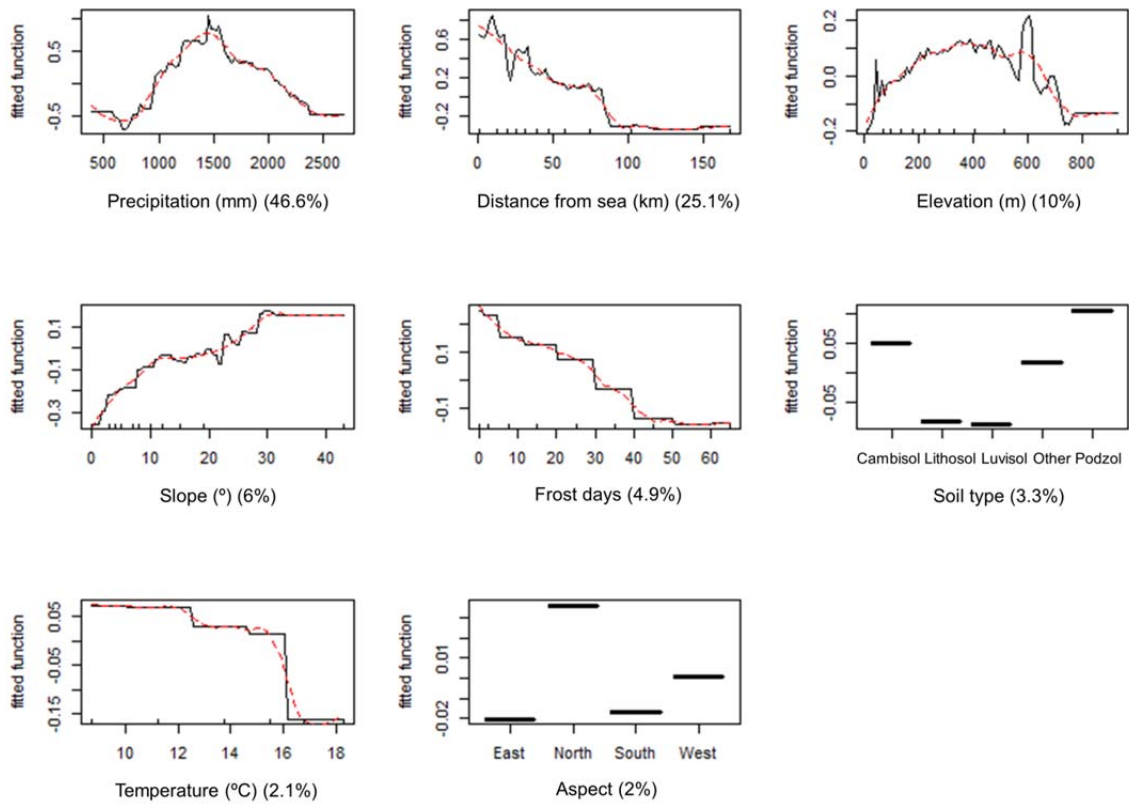 fitted function
0.5
-0.5
500 1000 1500 2000 2500
Precipitation (mm) (46.6%)
fitted function
0.6
0.2
-0.2
0 50 100 150
Distance from sea (km) (25.1%)
fitted function
0.2
0.0
-0.2
0 200 400 600 800
Elevation (m) (10%)
fitted function
0.1
-0.1
-0.3
0 10 20 30 40
Slope (º) (6%)
fitted function
0.1
-0.1
0 10 20 30 40 50 60
Frost days (4.9%)
fitted function
0.05
-0.05
Cambisol Lithosol Luvisol Other Podzol
Soil type (3.3%)
fitted function
0.05
-0.05
-0.15
10 12 14 16 18
Temperature (ºC) (2.1%)
fitted function
0.01
-0.02
East North South West
Aspect (2%)